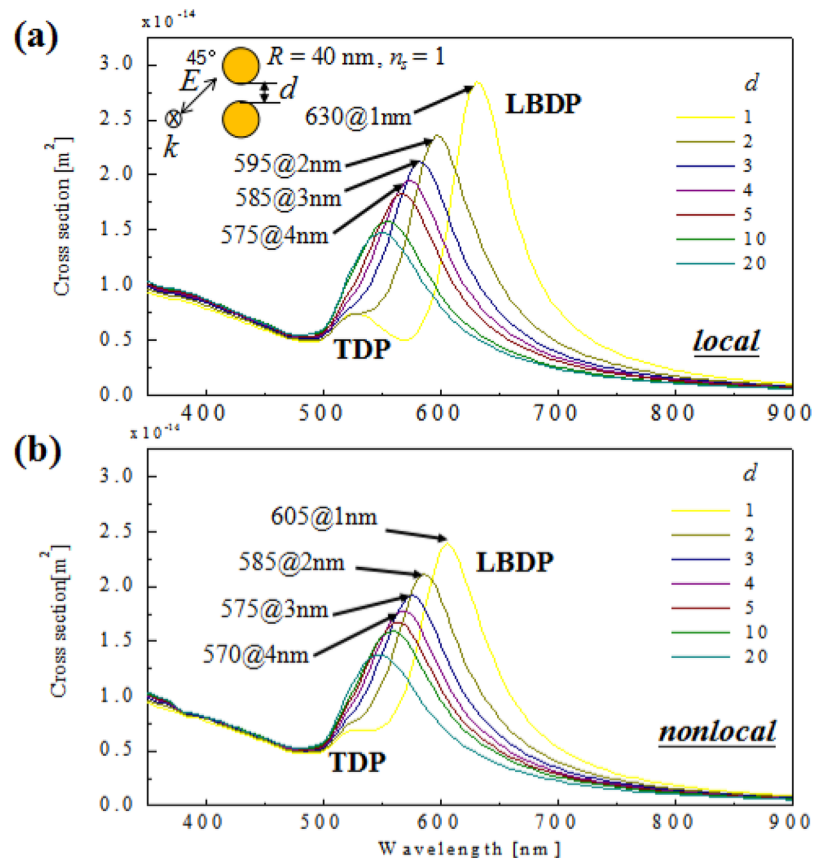 (a)
x10⁻¹⁴
45°
R = 40 nm, nₛ = 1
E
d
k
630@1nm
LBDP
595@2nm
585@3nm
575@4nm
TDP
local
d
1
2
3
4
5
10
20
Cross section [m²]
3.0
2.5
2.0
1.5
1.0
0.5
0.0
400 500 600 700 800 900
(b)
x10⁻¹⁴
605@1nm
LBDP
585@2nm
575@3nm
570@4nm
TDP
nonlocal
d
1
2
3
4
5
10
20
Cross section[m²]
3.0
2.5
2.0
1.5
1.0
0.5
0.0
400 500 600 700 800 900
Wavelength [nm]